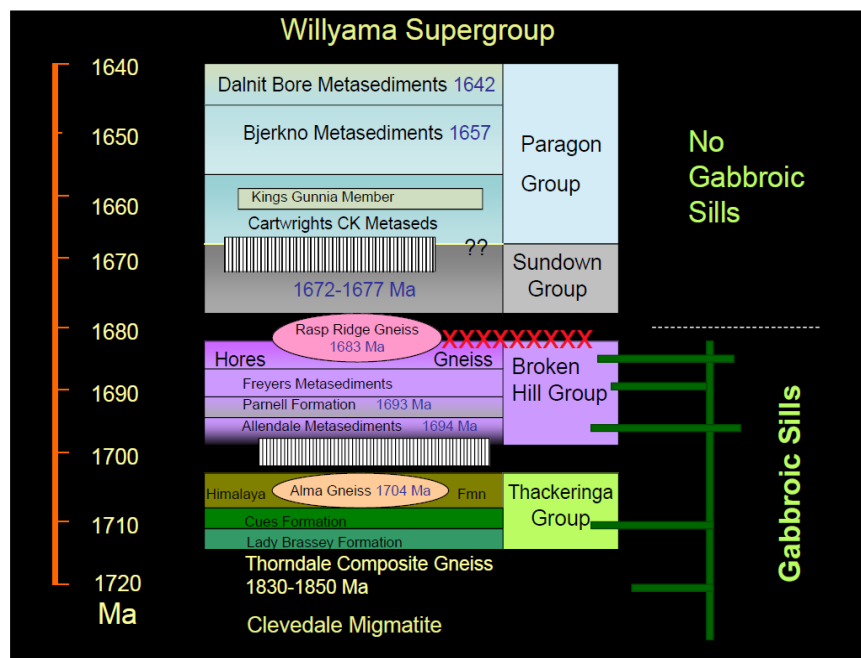 Willyama Supergroup
1640
1650
1660
1670
1680
1690
1700
1710
1720
Ma
Dalnit Bore Metasediments 1642
Bjerkno Metasediments 1657
Kings Gunnia Member
Cartwrights CK Metaseds
??
1672-1677 Ma
Rasp Ridge Gneiss
1683 Ma
XXXXXXXXX
Hores Gneiss
Freyers Metasediments
Parnell Formation 1693 Ma
Allendale Metasediments 1694 Ma
Himalaya Alma Gneiss 1704 Ma Fmn
Cues Formation
Lady Brassey Formation
Thorndale Composite Gneiss
1830-1850 Ma
Clevedale Migmatite
Paragon
Group
Sundown
Group
Broken
Hill Group
Thackeringa
Group
No
Gabbroic
Sills
Gabbroic Sills